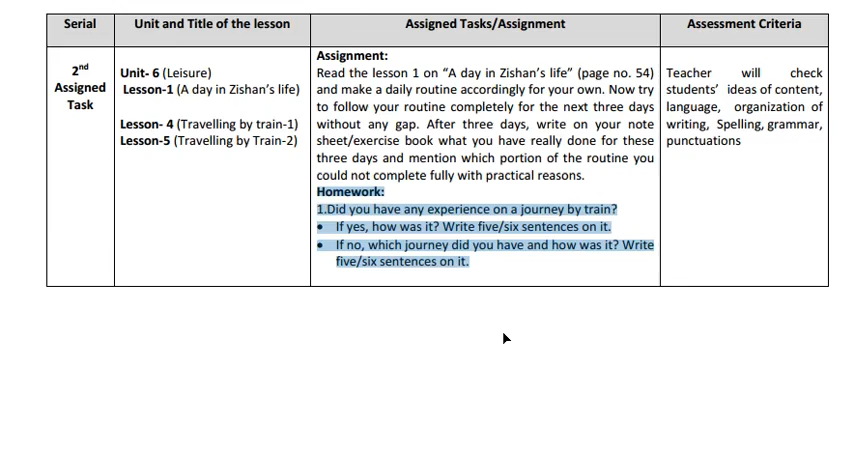 Serial
Unit and Title of the lesson
Assigned Tasks/Assignment
Assessment Criteria
2nd
Assigned
Task
Unit- 6 (Leisure)
Lesson-1 (A day in Zishan’s life)
Lesson- 4 (Travelling by train-1)
Lesson-5 (Travelling by Train-2)
Assignment:
Read the lesson 1 on “A day in Zishan’s life” (page no. 54)
and make a daily routine accordingly for your own. Now try
to follow your routine completely for the next three days
without any gap. After three days, write on your note
sheet/exercise book what you have really done for these
three days and mention which portion of the routine you
could not complete fully with practical reasons.
Homework:
1.Did you have any experience on a journey by train?
• If yes, how was it? Write five/six sentences on it.
• If no, which journey did you have and how was it? Write
five/six sentences on it.
Teacher will check
students’ ideas of content,
language, organization of
writing, Spelling, grammar,
punctuations